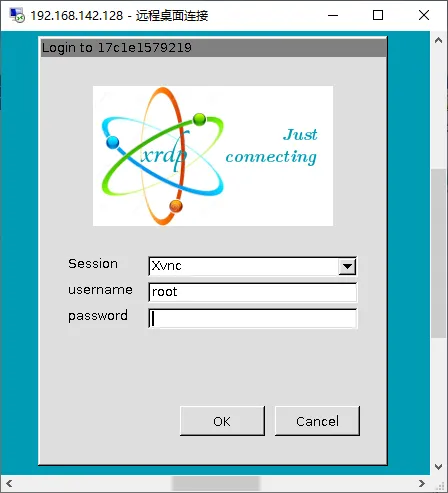 192.168.142.128 - 远程桌面连接
Login to 17c1e1579219
xrdp
Just
connecting
Session Xvnc
username root
password
OK Cancel